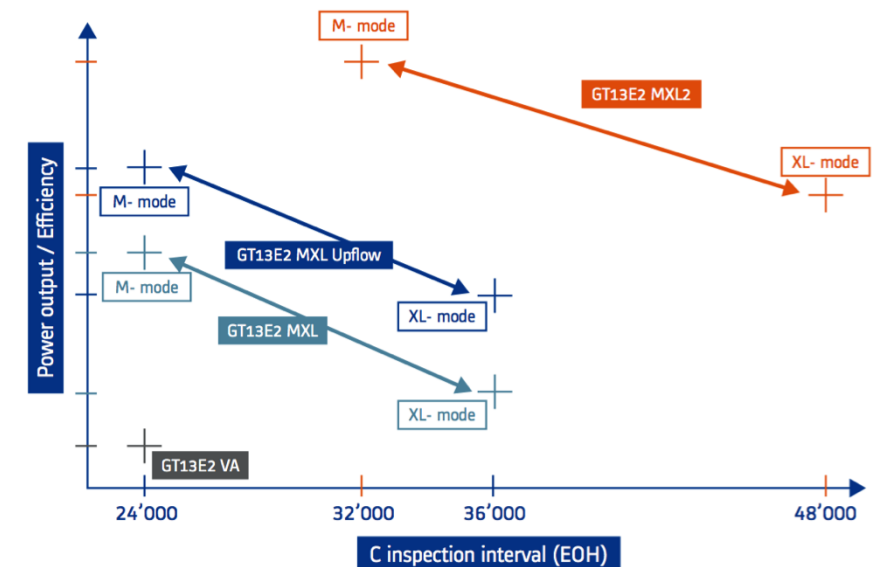 M- mode
GT13E2 MXL2
XL- mode
M- mode
GT13E2 MXL Upflow
M- mode
XL- mode
GT13E2 MXL
XL- mode
GT13E2 VA
Power output / Efficiency
24'000
32'000
36'000
48'000
C inspection interval (EOH)